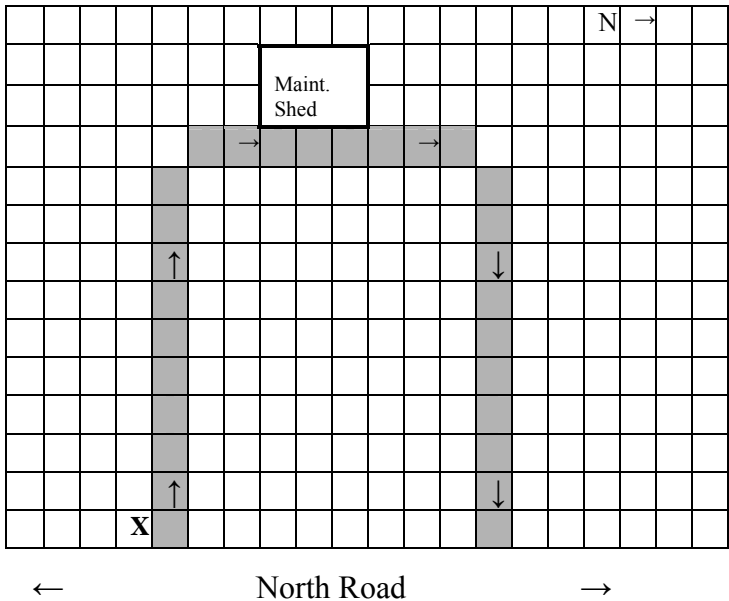 N →
Maint.
Shed
→ →
↑ ↓
↑ ↓
X
← North Road →